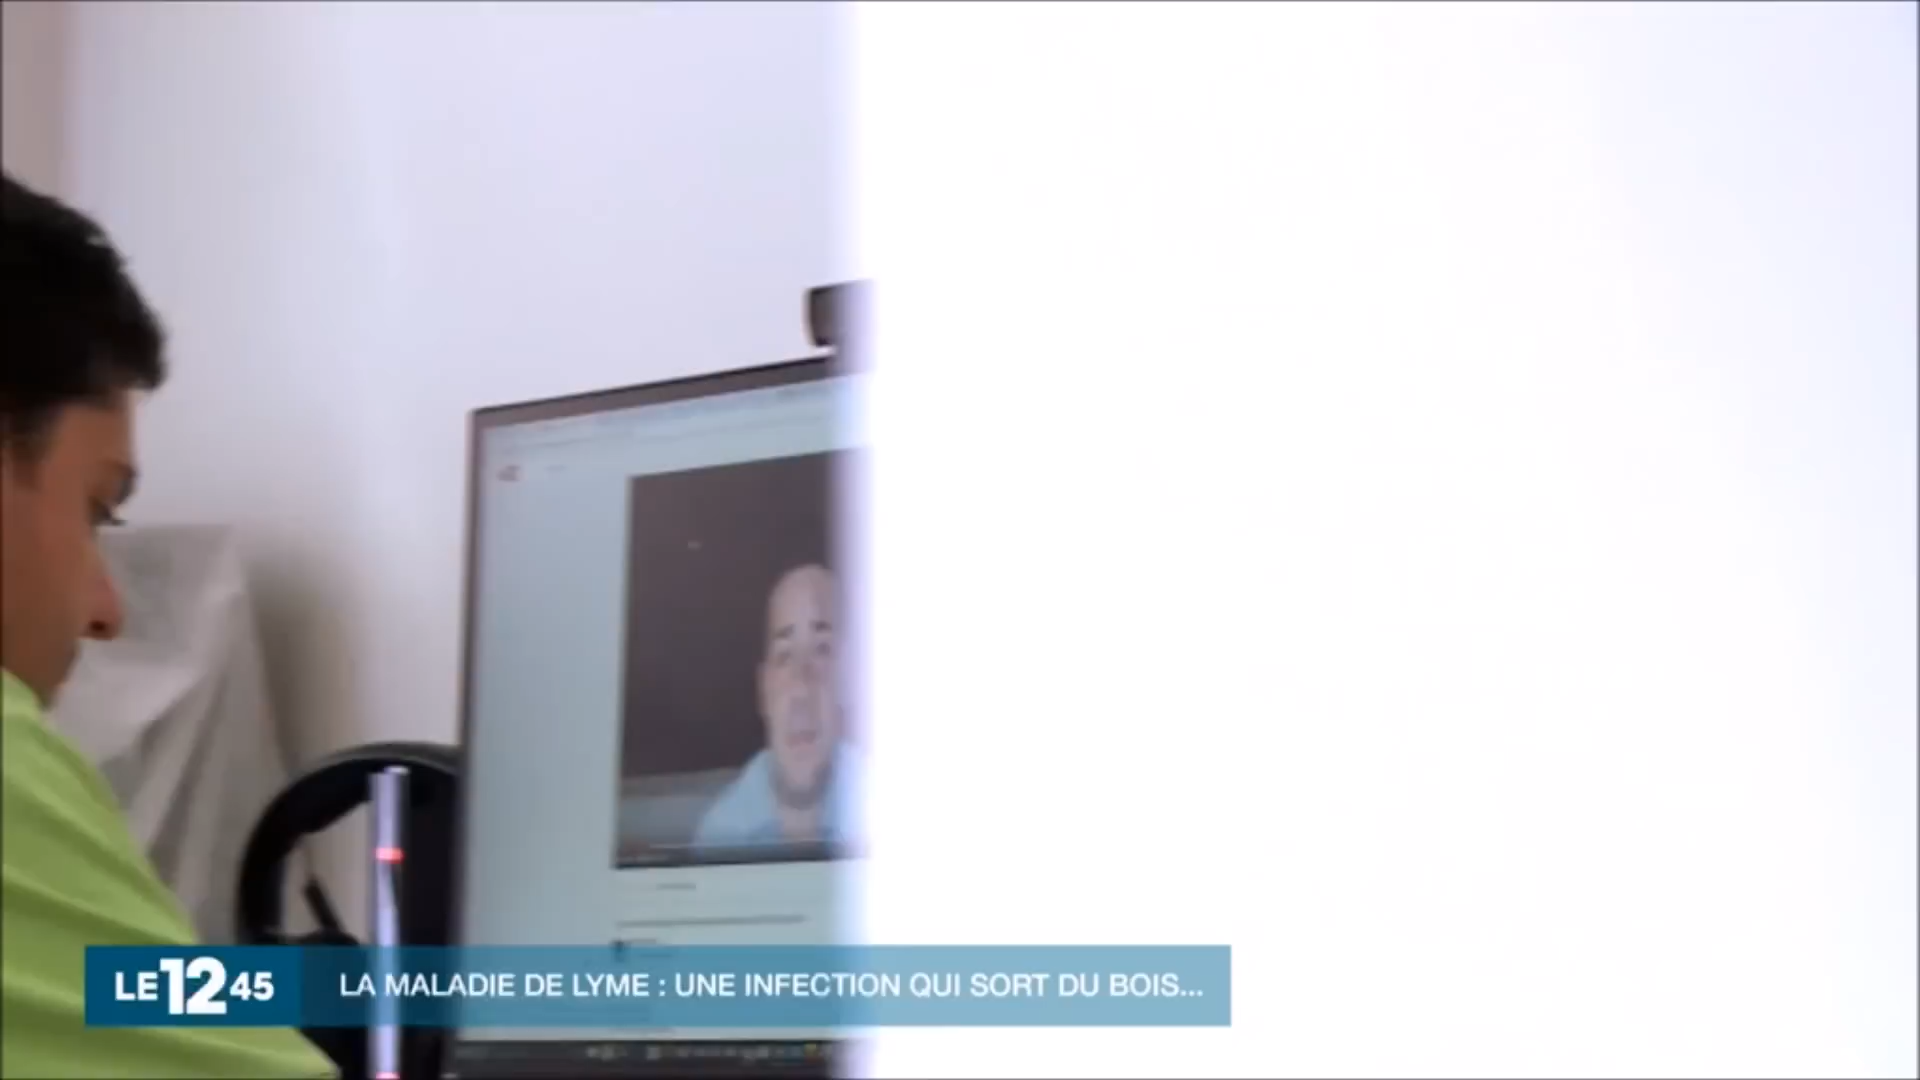 LE 12 45
LA MALADIE DE LYME : UNE INFECTION QUI SORT DU BOIS...